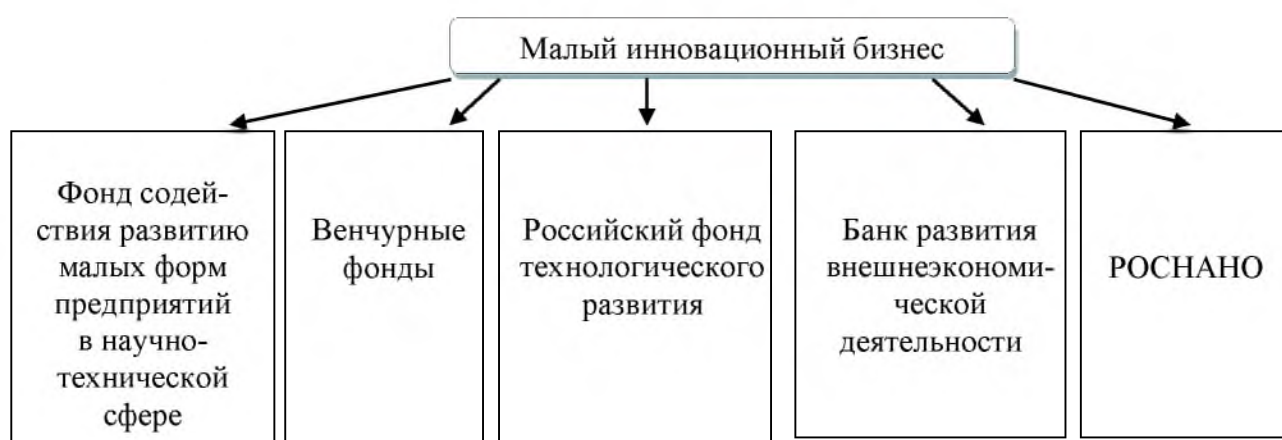 Малый инновационный бизнес
Фонд содей-
ствия развитию
малых форм
предприятий
в научно-
технической
сфере
Венчурные
фонды
Российский фонд
технологического
развития
Банк развития
внешнеэкономи-
ческой
деятельности
РОСНАНО